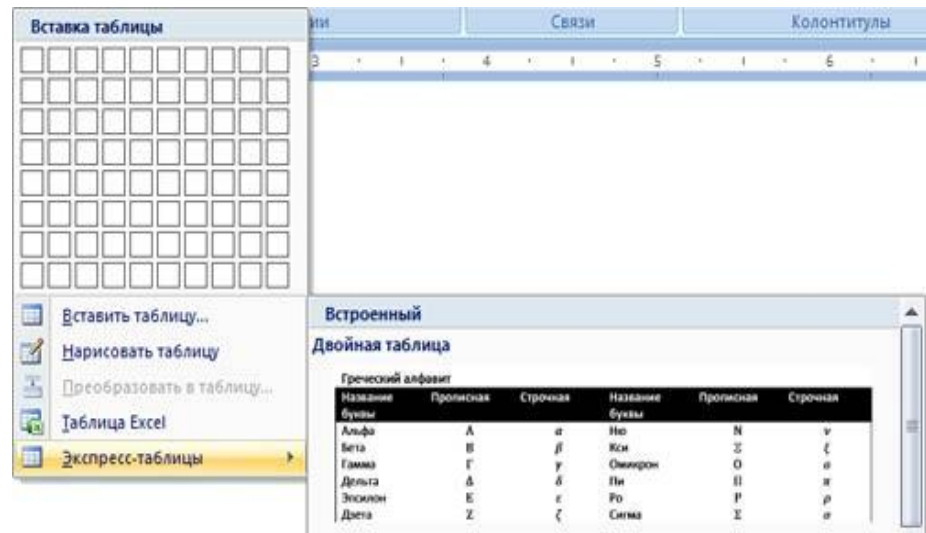 Вставка таблицы
ии Связи Колонтитулы
3 4 5 6
Вставить таблицу...
Нарисовать таблицу
Преобразовать в таблицу...
Таблица Excel
Экспресс-таблицы
Встроенный
Двойная таблица
Греческий алфавит
Название буквы Прописная Строчная Название буквы Прописная Строчная
Альфа Α α Ню Ν ν
Бета Β β Кси Ξ ξ
Гамма Γ γ Омикрон Ο ο
Дельта Δ δ Пи Π π
Эпсилон Ε ε Ро Ρ ρ
Дзета Ζ ζ Сигма Σ σ